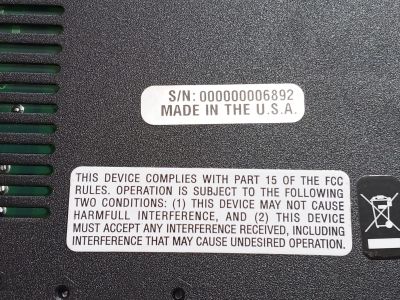 S/N: 000000006892
MADE IN THE U.S.A.
THIS DEVICE COMPLIES WITH PART 15 OF THE FCC
RULES. OPERATION IS SUBJECT TO THE FOLLOWING
TWO CONDITIONS: (1) THIS DEVICE MAY NOT CAUSE
HARMFULL INTERFERENCE, AND (2) THIS DEVICE
MUST ACCEPT ANY INTERFERENCE RECEIVED, INCLUDING
INTERFERENCE THAT MAY CAUSE UNDESIRED OPERATION.